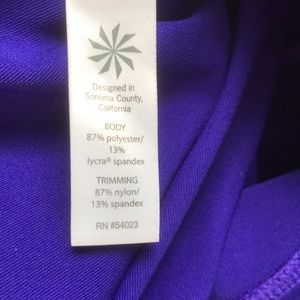 Designed in
Sonoma County,
California
BODY
87% polyester/
13%
lycra® spandex
TRIMMING
87% nylon/
13% spandex
RN #54023